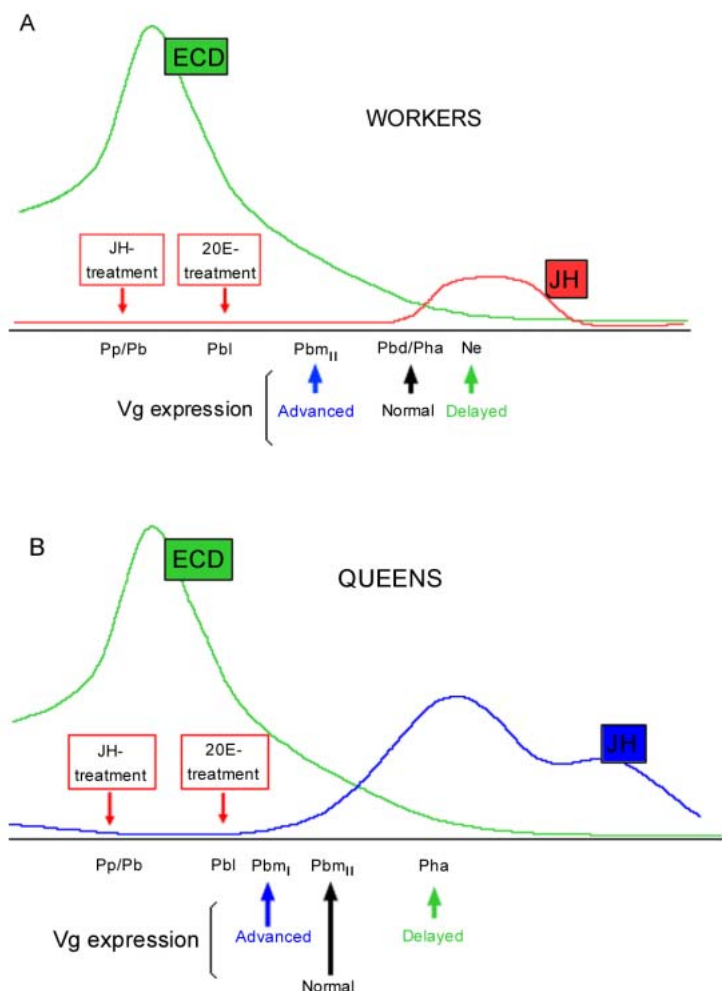 A
ECD
WORKERS
JH-
treatment
20E-
treatment
JH
Pp/Pb Pbl PbmII Pbd/Pha Ne
Vg expression
Advanced Normal Delayed
B
ECD
QUEENS
JH-
treatment
20E-
treatment
JH
Pp/Pb Pbl PbmI PbmII Pha
Vg expression
Advanced Delayed
Normal